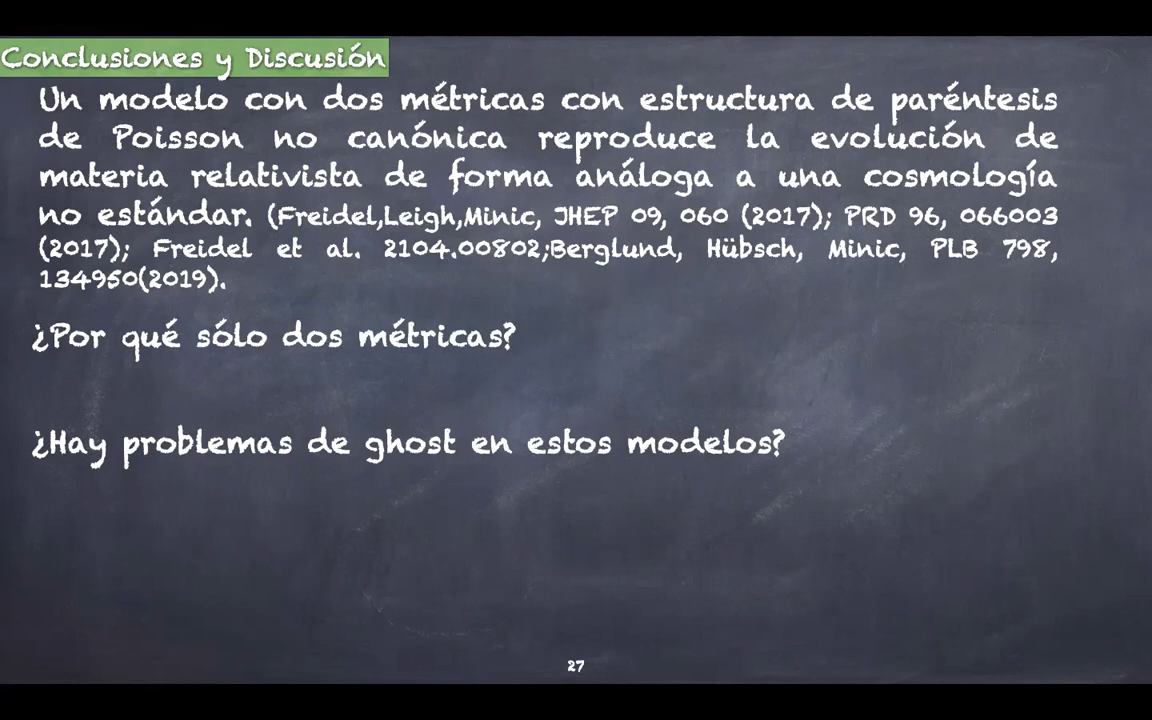 Conclusiones y Discusión
Un modelo con dos métricas con estructura de paréntesis
de Poisson no canónica reproduce la evolución de
materia relativista de forma análoga a una cosmología
no estándar. (Freidel,Leigh,Minic, JHEP 09, 060 (2017); PRD 96, 066003
(2017); Freidel et al. 2104.00802;Berglund, Hübsch, Minic, PLB 798,
134950(2019).
¿Por qué sólo dos métricas?
¿Hay problemas de ghost en estos modelos?
27